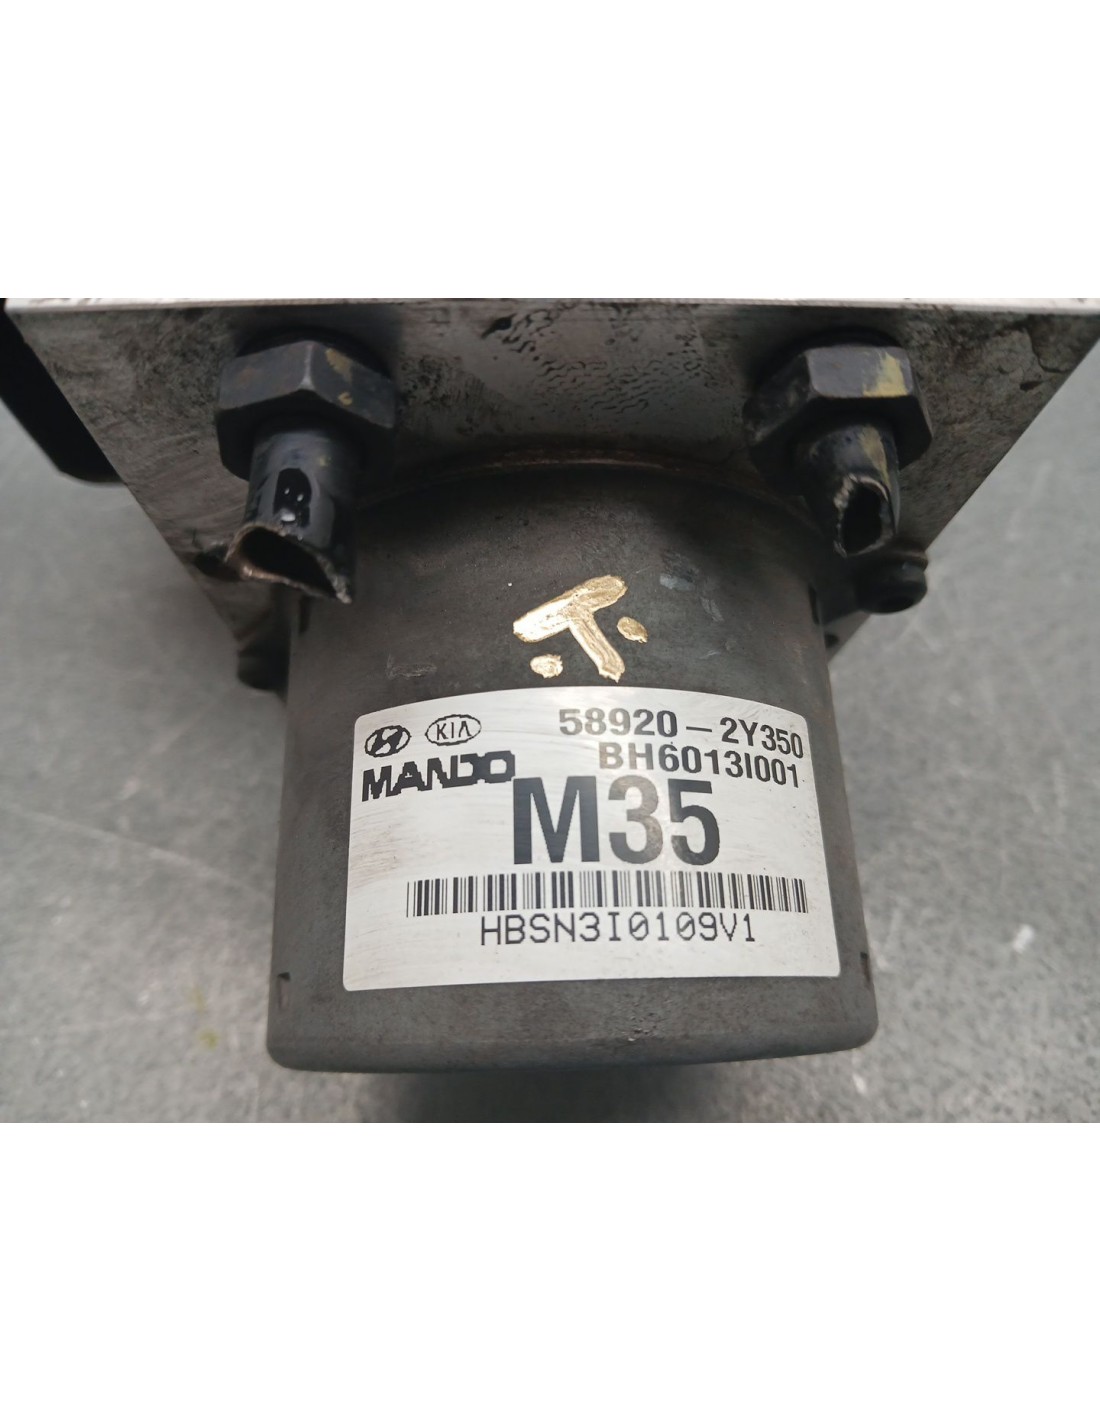 B
T
KIA 58920-2Y350
MANDO BH6013I001
M35
HBSN3I0109V1